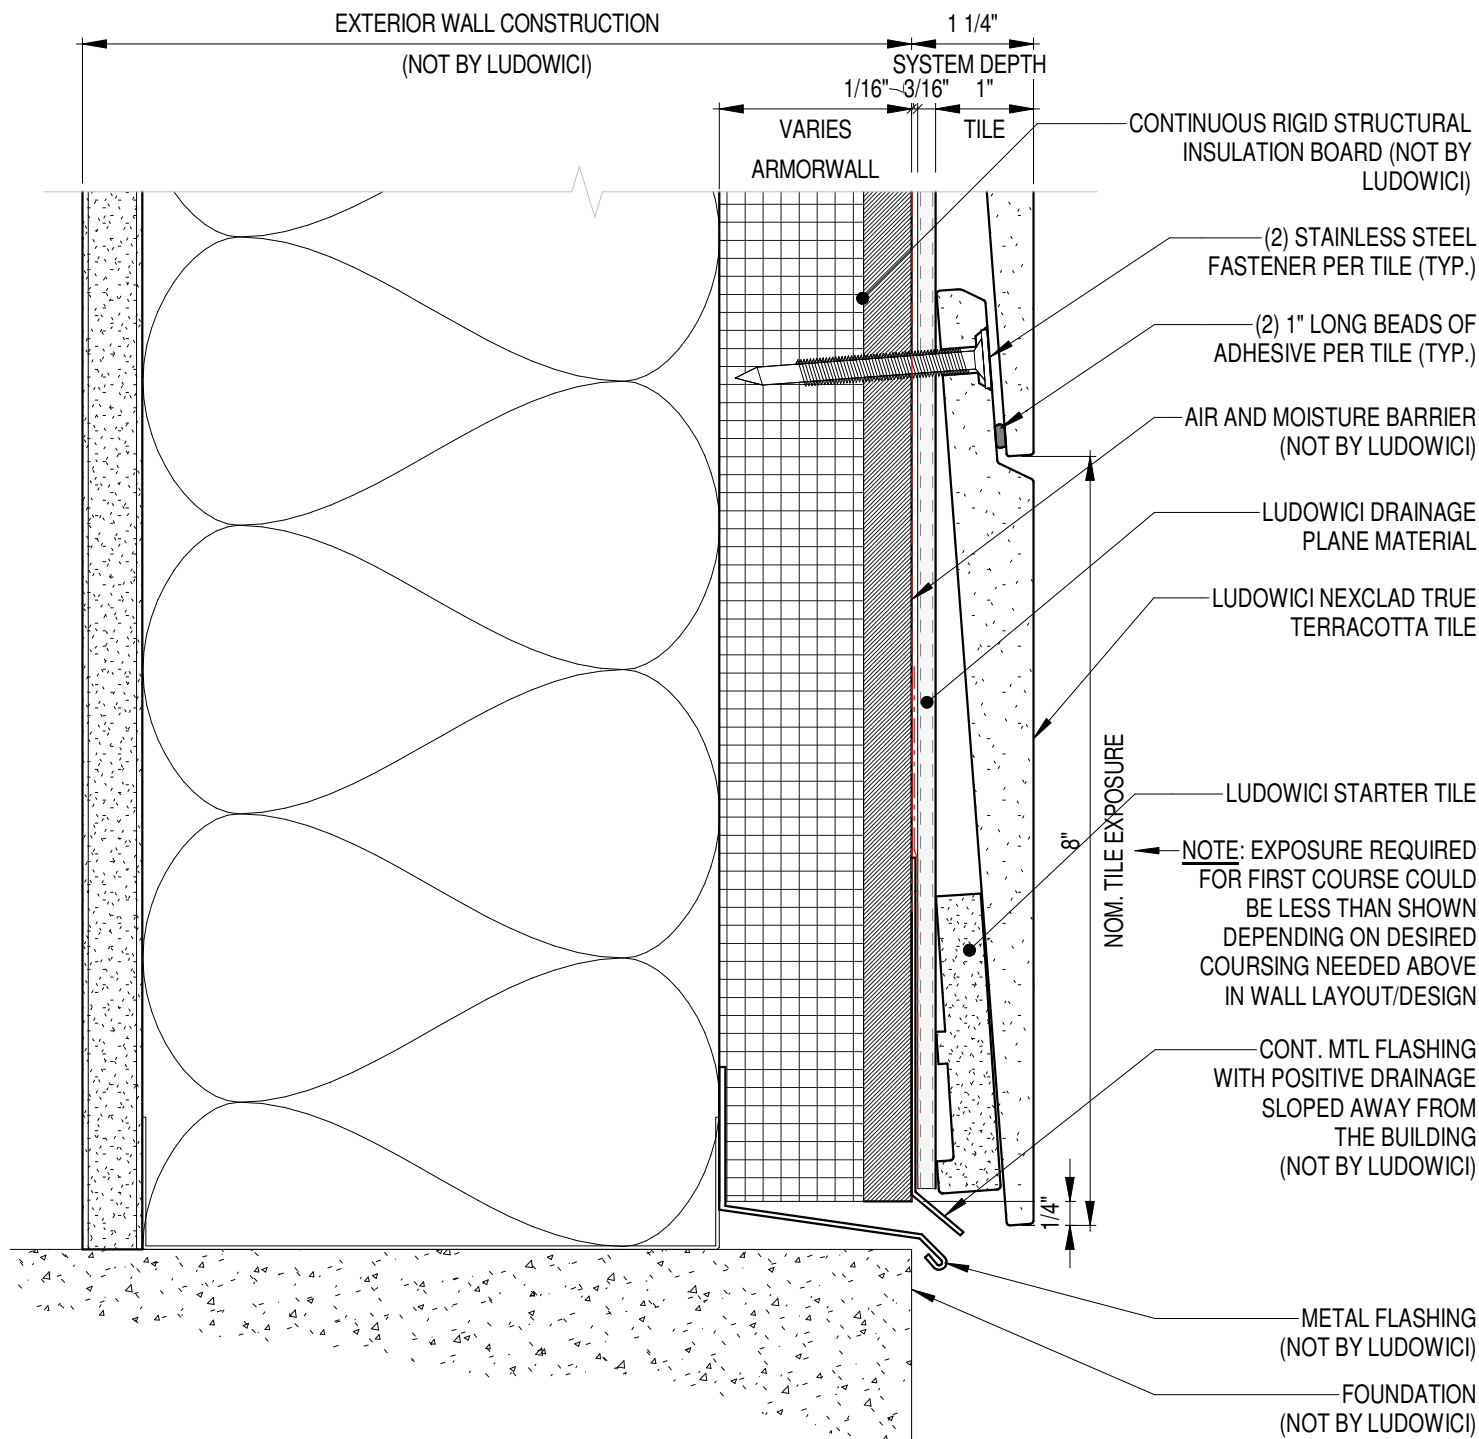 EXTERIOR WALL CONSTRUCTION
(NOT BY LUDOWICI)
1 1/4"
SYSTEM DEPTH
1/16"
3/16"
1"
VARIES
ARMORWALL
TILE
CONTINUOUS RIGID STRUCTURAL
INSULATION BOARD (NOT BY
LUDOWICI)
(2) STAINLESS STEEL
FASTENER PER TILE (TYP.)
(2) 1" LONG BEADS OF
ADHESIVE PER TILE (TYP.)
AIR AND MOISTURE BARRIER
(NOT BY LUDOWICI)
LUDOWICI DRAINAGE
PLANE MATERIAL
LUDOWICI NEXCLAD TRUE
TERRACOTTA TILE
LUDOWICI STARTER TILE
8"
NOM. TILE EXPOSURE
NOTE: EXPOSURE REQUIRED
FOR FIRST COURSE COULD
BE LESS THAN SHOWN
DEPENDING ON DESIRED
COURSING NEEDED ABOVE
IN WALL LAYOUT/DESIGN
CONT. MTL FLASHING
WITH POSITIVE DRAINAGE
SLOPED AWAY FROM
THE BUILDING
(NOT BY LUDOWICI)
1/4"
METAL FLASHING
(NOT BY LUDOWICI)
FOUNDATION
(NOT BY LUDOWICI)